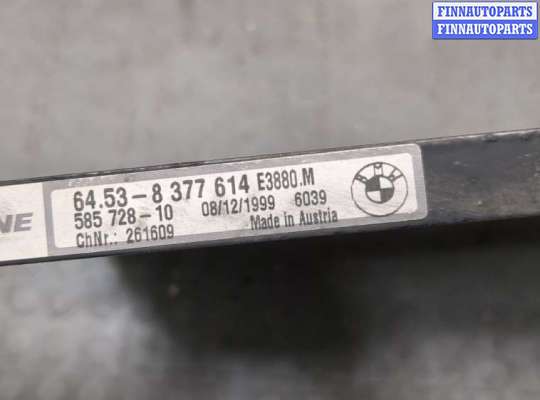 FINNAUTOPARTS
FINNAUTOPARTS
NE
64.53-8 377 614 E3880.M
585 728-10 08/12/1999 6039
ChNr.: 261609 Made in Austria